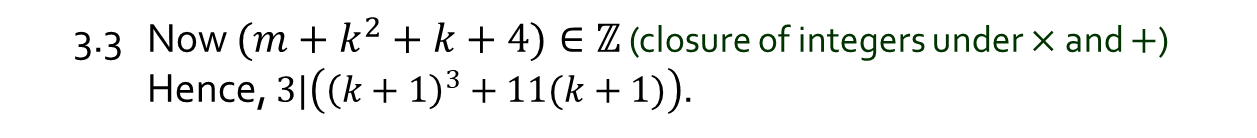 3.3 Now (𝑚 + 𝑘² + 𝑘 + 4) ∈ ℤ (closure of integers under × and +)
Hence, 3|((𝑘 + 1)³ + 11(𝑘 + 1)).